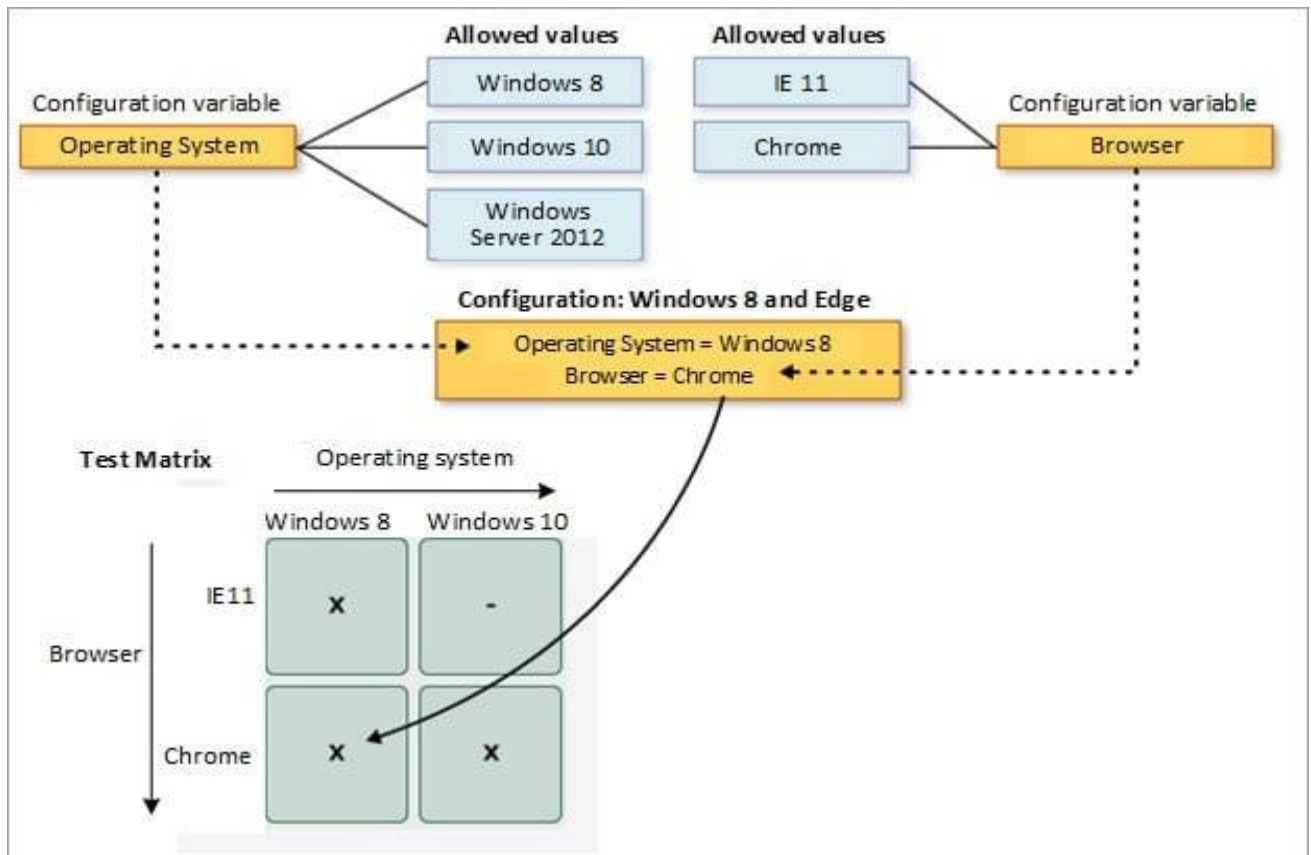 Allowed values
Allowed values
Windows 8
IE 11
Configuration variable
Configuration variable
Operating System
Windows 10
Chrome
Browser
Windows
Server 2012
Configuration: Windows 8 and Edge
Operating System = Windows 8
Browser = Chrome
Test Matrix
Operating system
Windows 8
Windows 10
IE11
x
-
Browser
Chrome
x
x